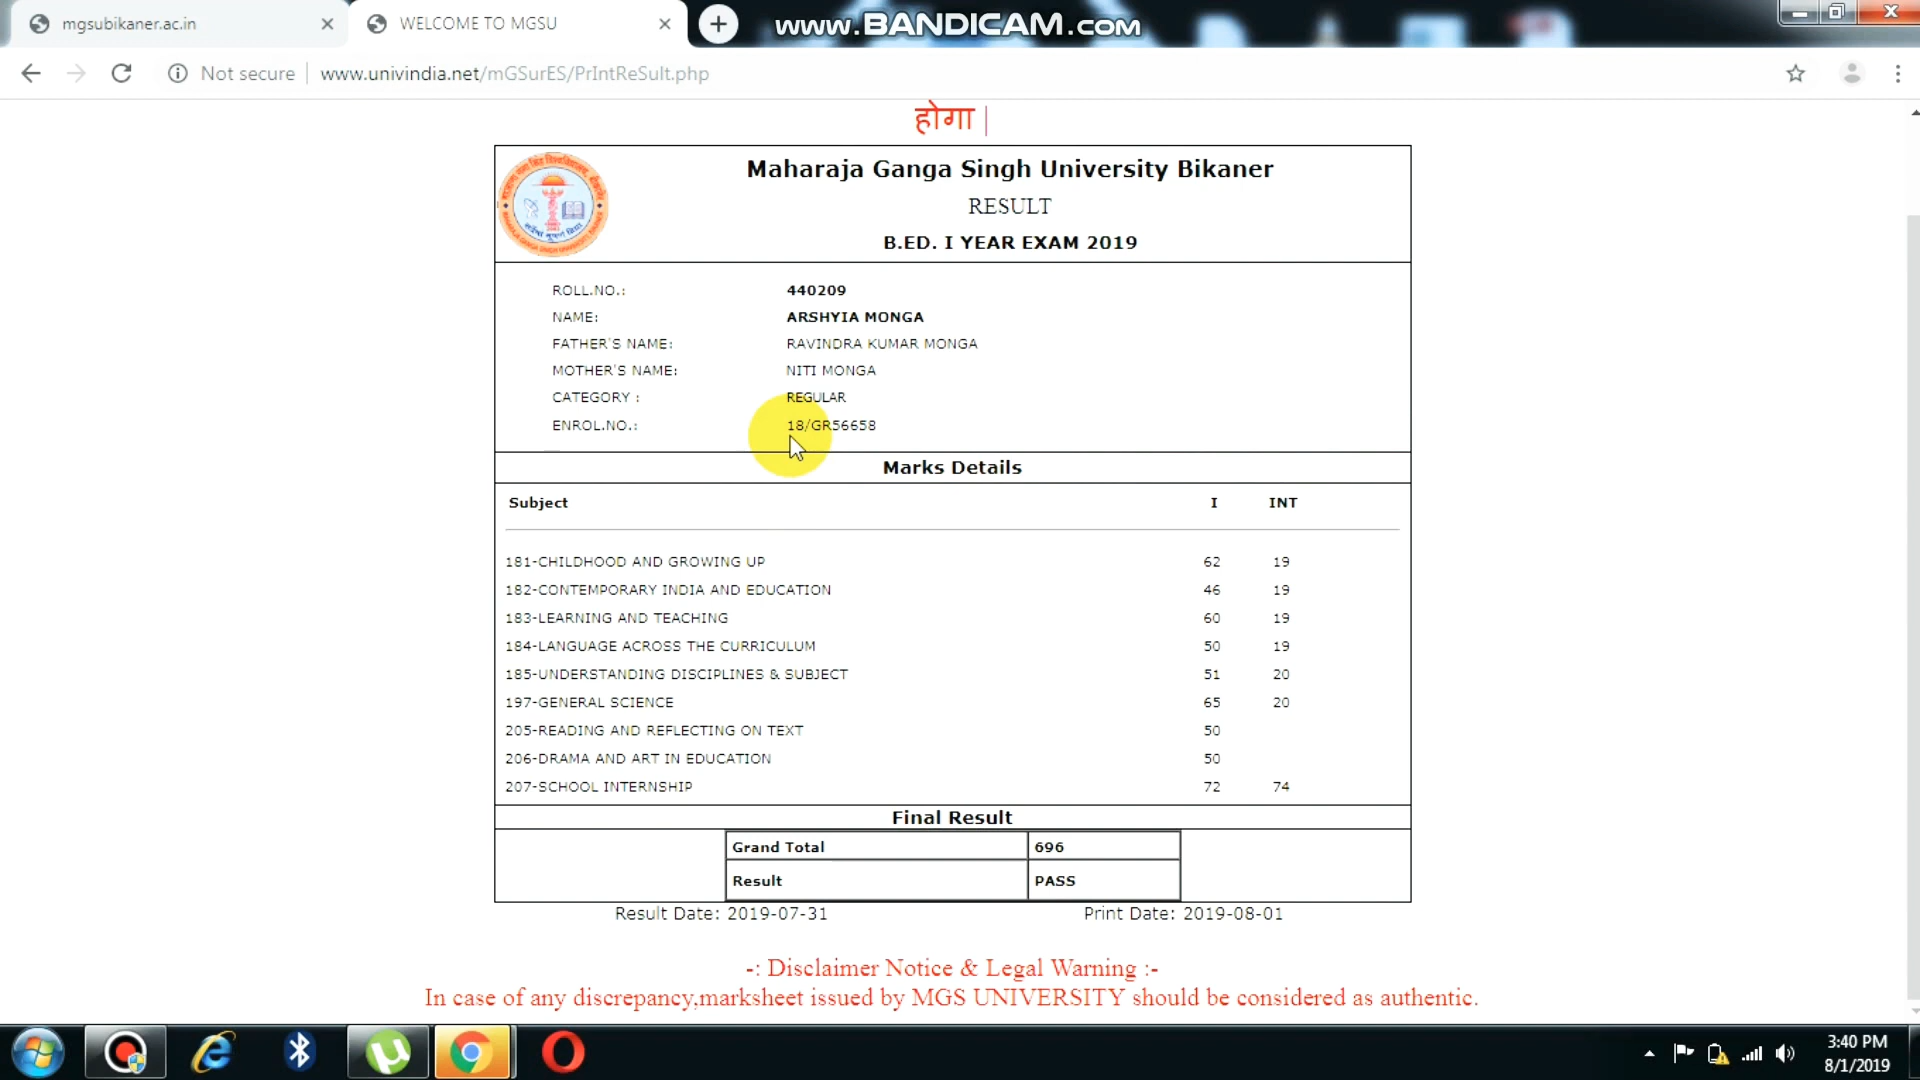 mgsubikaner.ac.in
WELCOME TO MGSU
www.BANDICAM.com
Not secure
www.univindia.net/mGSurES/PrIntReSult.php
होगा |
Maharaja Ganga Singh University Bikaner
RESULT
B.ED. I YEAR EXAM 2019
ROLL.NO.: 440209
NAME: ARSHYIA MONGA
FATHER'S NAME: RAVINDRA KUMAR MONGA
MOTHER'S NAME: NITI MONGA
CATEGORY : REGULAR
ENROL.NO.: 18/GR56658
Marks Details
Subject I INT
181-CHILDHOOD AND GROWING UP 62 19
182-CONTEMPORARY INDIA AND EDUCATION 46 19
183-LEARNING AND TEACHING 60 19
184-LANGUAGE ACROSS THE CURRICULUM 50 19
185-UNDERSTANDING DISCIPLINES & SUBJECT 51 20
197-GENERAL SCIENCE 65 20
205-READING AND REFLECTING ON TEXT 50
206-DRAMA AND ART IN EDUCATION 50
207-SCHOOL INTERNSHIP 72 74
Final Result
Grand Total 696
Result PASS
Result Date: 2019-07-31 Print Date: 2019-08-01
-: Disclaimer Notice & Legal Warning :-
In case of any discrepancy,marksheet issued by MGS UNIVERSITY should be considered as authentic.
3:40 PM
8/1/2019